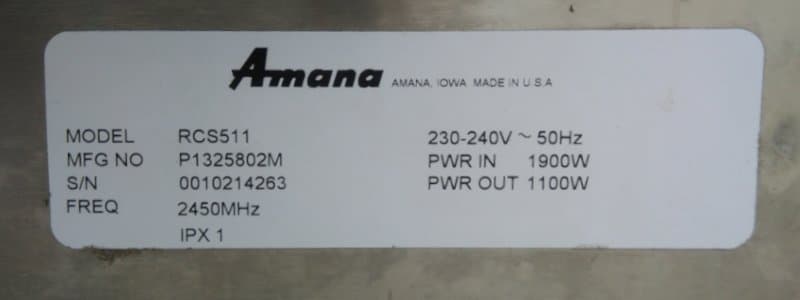 Amana AMANA, IOWA MADE IN U.S.A
MODEL RCS511 230-240V ~ 50Hz
MFG NO P1325802M PWR IN 1900W
S/N 0010214263 PWR OUT 1100W
FREQ 2450MHz
IPX 1